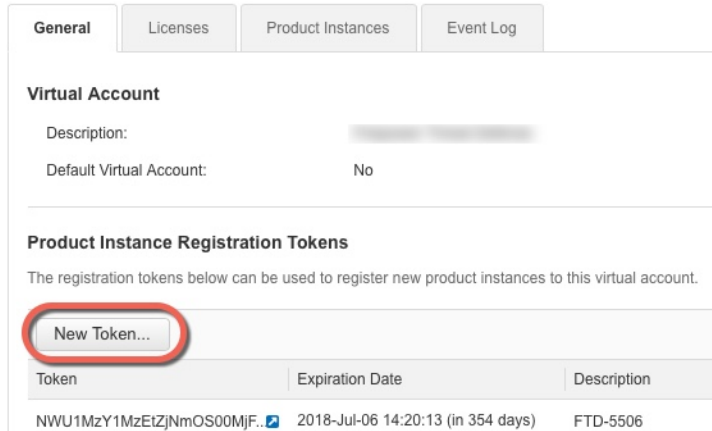 General Licenses Product Instances Event Log
Virtual Account
Description:
Default Virtual Account: No
Product Instance Registration Tokens
The registration tokens below can be used to register new product instances to this virtual account.
New Token...
Token Expiration Date Description
NWU1MzY1MzEtZjNmOS00MjF.. 2018-Jul-06 14:20:13 (in 354 days) FTD-5506